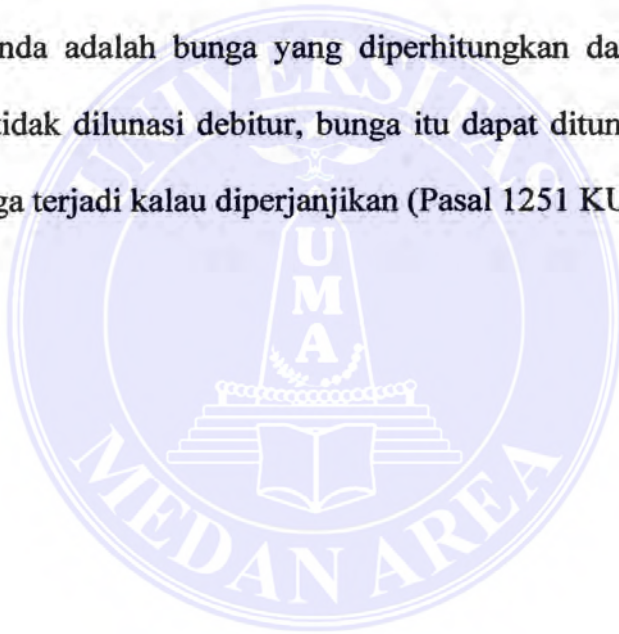 nda adalah bunga yang diperhitungkan da
tidak dilunasi debitur, bunga itu dapat ditun
ga terjadi kalau diperjanjikan (Pasal 1251 KU
UNIVERSITAS
U
M
A
MEDAN AREA